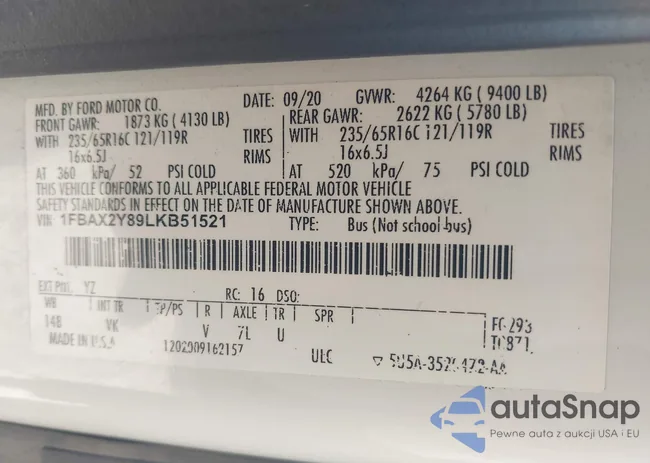 MFD. BY FORD MOTOR CO.
DATE: 09/20 GVWR: 4264 KG ( 9400 LB)
FRONT GAWR: 1873 KG ( 4130 LB) REAR GAWR: 2622 KG ( 5780 LB)
WITH 235/65R16C 121/119R TIRES WITH 235/65R16C 121/119R TIRES
16x6.5J RIMS 16x6.5J RIMS
AT 360 kPa/ 52 PSI COLD AT 520 kPa/ 75 PSI COLD
THIS VEHICLE CONFORMS TO ALL APPLICABLE FEDERAL MOTOR VEHICLE
SAFETY STANDARDS IN EFFECT ON THE DATE OF MANUFACTURE SHOWN ABOVE.
VIN: 1FBAX2Y89LKB51521 TYPE: Bus (Not school bus)
EXT PNT: YZ RC: 16 DSO:
WB INT TR TP/PS R AXLE TR SPR
148 VK V 7L U
MADE IN U.S.A 1202009162157 ULC
autaSnap
Pewne auta z aukcji USA i EU